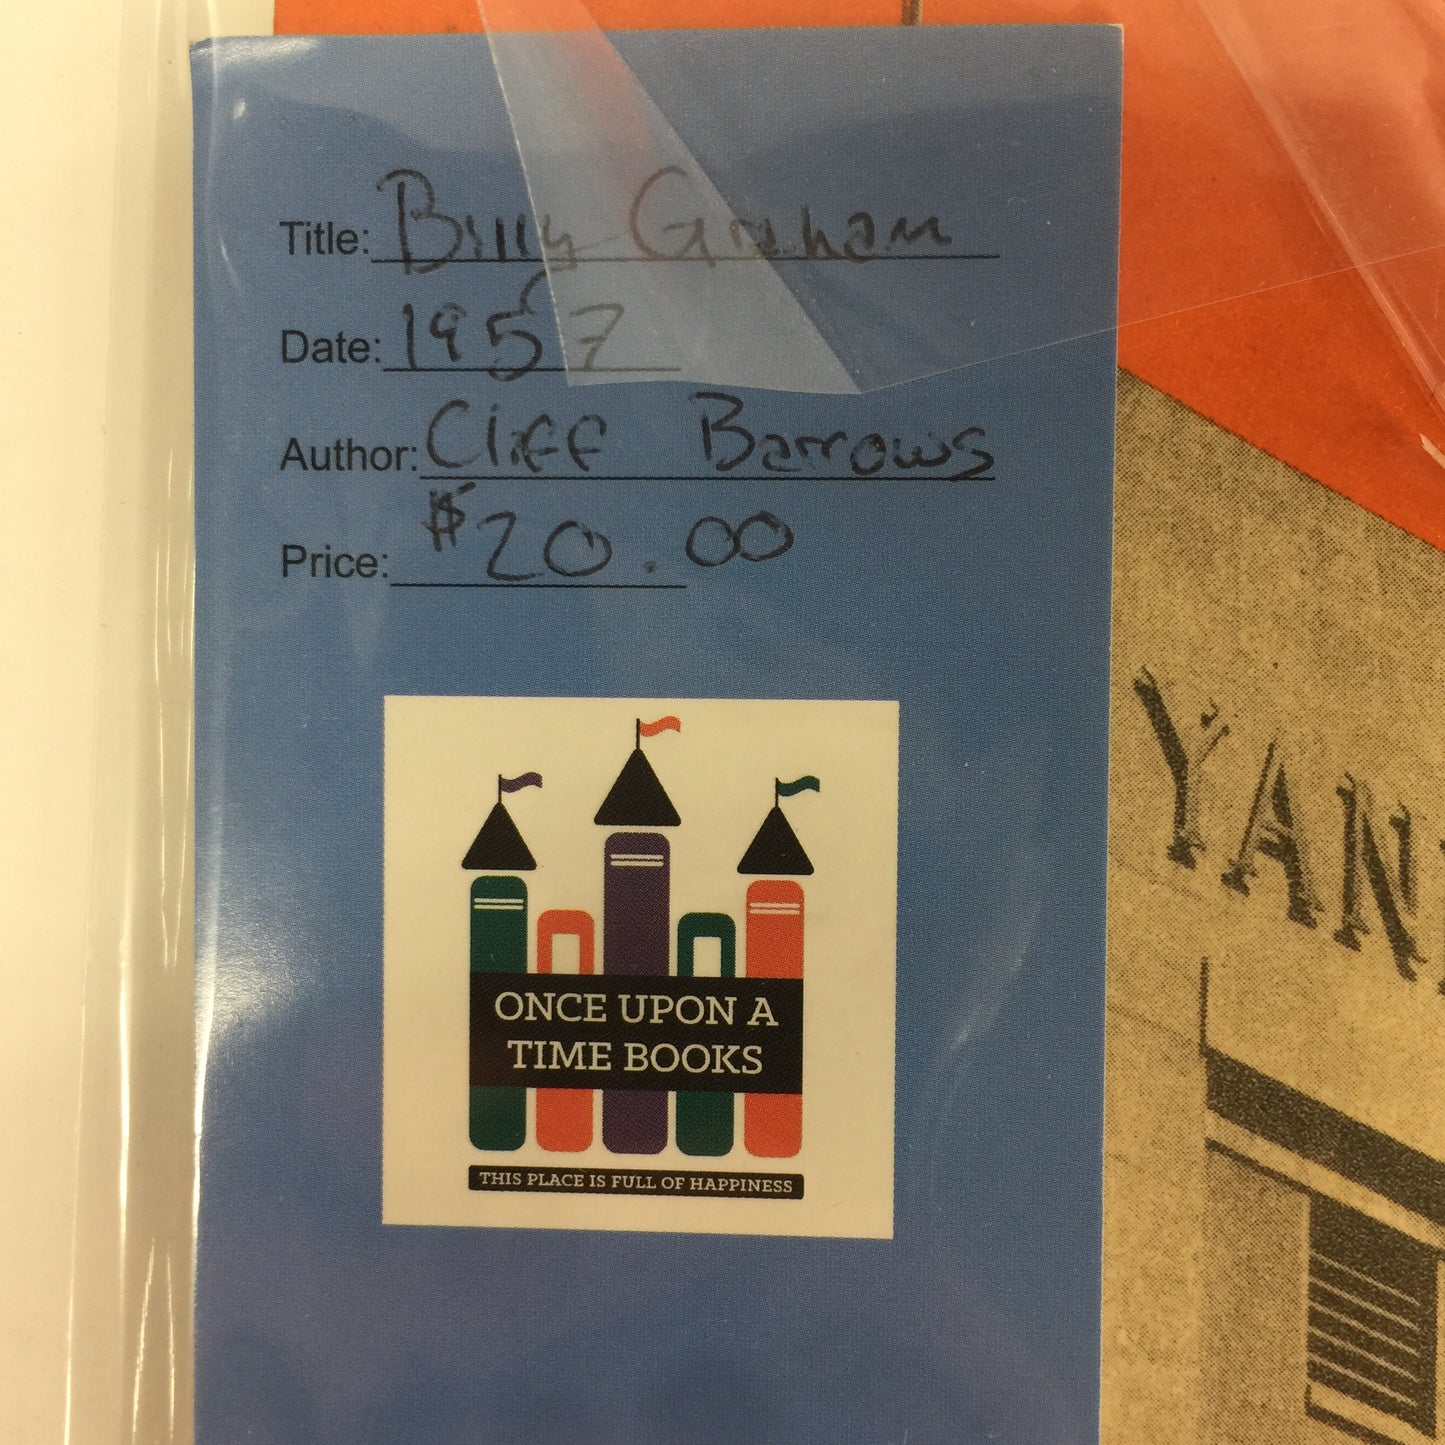 Title: Billy Graham
Date: 1957
Author: Cliff Barrows
Price: $20.00
ONCE UPON A
TIME BOOKS
THIS PLACE IS FULL OF HAPPINESS
YAN